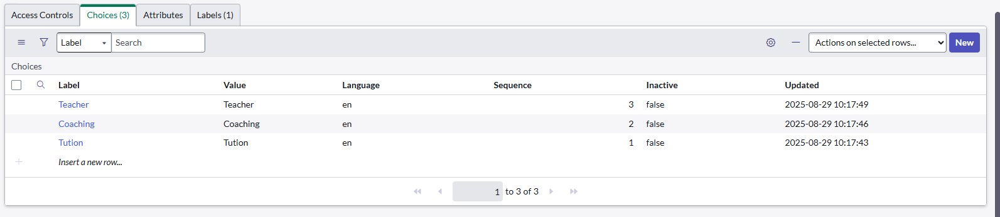 Access Controls Choices (3) Attributes Labels (1)
Label Search Actions on selected rows... New
Choices
Label Value Language Sequence Inactive Updated
Teacher Teacher en 3 false 2025-08-29 10:17:49
Coaching Coaching en 2 false 2025-08-29 10:17:46
Tution Tution en 1 false 2025-08-29 10:17:43
Insert a new row...
1 to 3 of 3